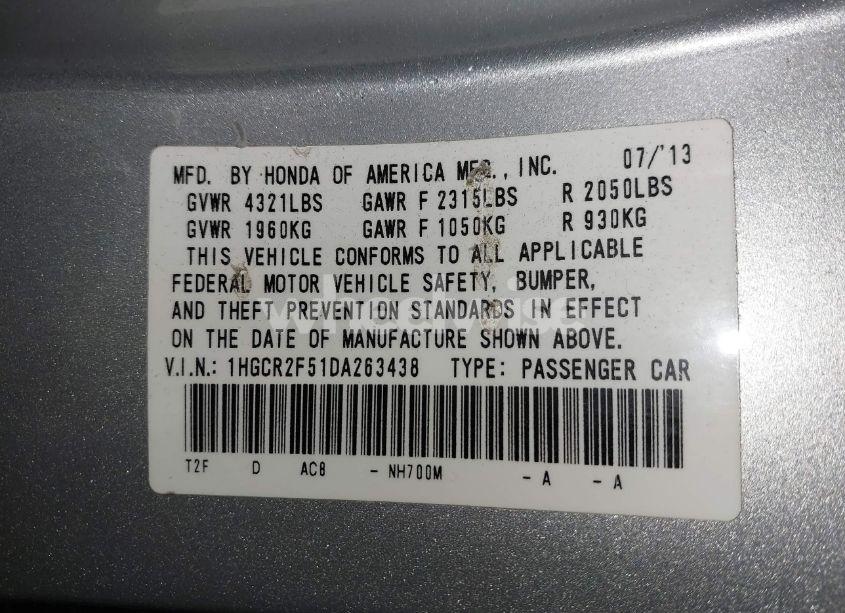 MFD. BY HONDA OF AMERICA MFG., INC. 07/'13
GVWR 4321LBS GAWR F 2315LBS R 2050LBS
GVWR 1960KG GAWR F 1050KG R 930KG
THIS VEHICLE CONFORMS TO ALL APPLICABLE
FEDERAL MOTOR VEHICLE SAFETY, BUMPER,
AND THEFT PREVENTION STANDARDS IN EFFECT
ON THE DATE OF MANUFACTURE SHOWN ABOVE.
V.I.N.: 1HGCR2F51DA263438 TYPE: PASSENGER CAR
T2F D AC8 - NH700M - A - A